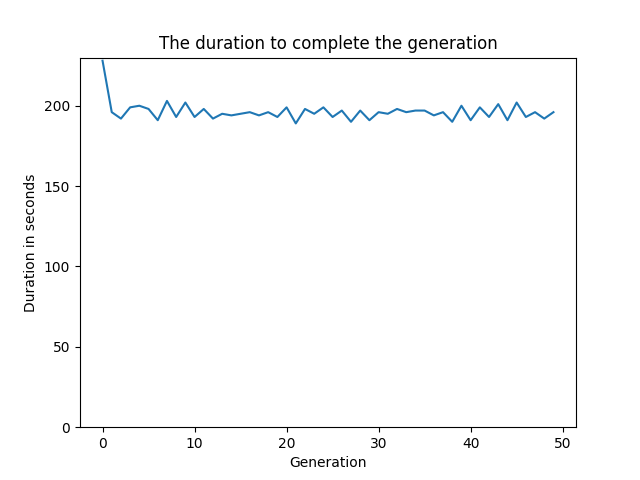 The duration to complete the generation
Duration in seconds
200
150
100
50
0
0 10 20 30 40 50
Generation